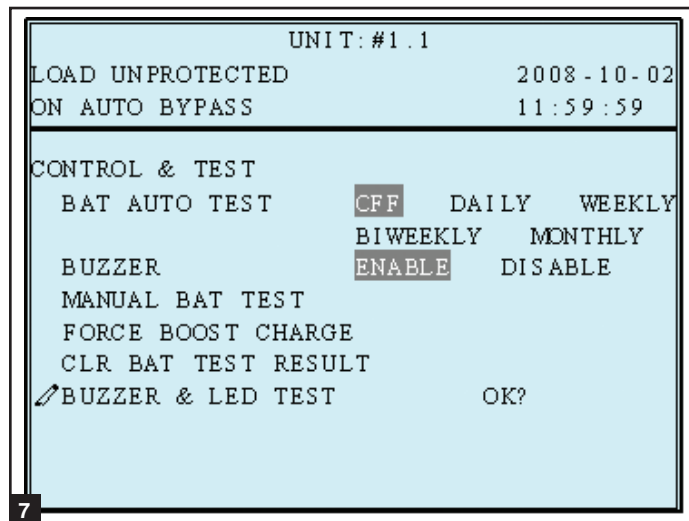 UNIT:#1.1
LOAD UNPROTECTED 2008-10-02
ON AUTO BYPASS 11:59:59
CONTROL & TEST
BAT AUTO TEST CFF DAILY WEEKLY
BIWEEKLY MONTHLY
BUZZER ENABLE DISABLE
MANUAL BAT TEST
FORCE BOOST CHARGE
CLR BAT TEST RESULT
BUZZER & LED TEST OK?
7